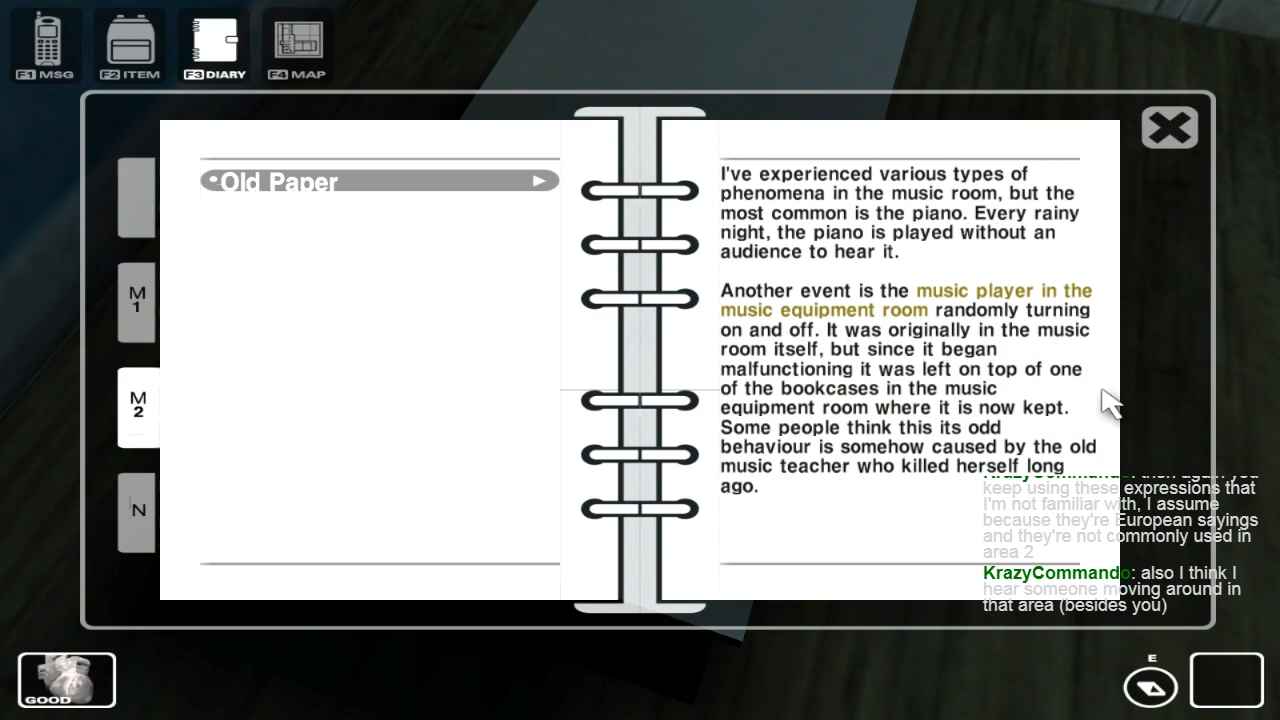 F1 MSG
F2 ITEM
F3 DIARY
F4 MAP
M
1
M
2
N
•Old Paper
I've experienced various types of
phenomena in the music room, but the
most common is the piano. Every rainy
night, the piano is played without an
audience to hear it.
Another event is the music player in the
music equipment room randomly turning
on and off. It was originally in the music
room itself, but since it began
malfunctioning it was left on top of one
of the bookcases in the music
equipment room where it is now kept.
Some people think this its odd
behaviour is somehow caused by the old
music teacher who killed herself long
ago.
KrazyCommando: then again you
keep using these expressions that
I'm not familiar with, I assume
because they're European sayings
and they're not commonly used in
area 2
KrazyCommando: also I think I
hear someone moving around in
that area (besides you)
GOOD
E